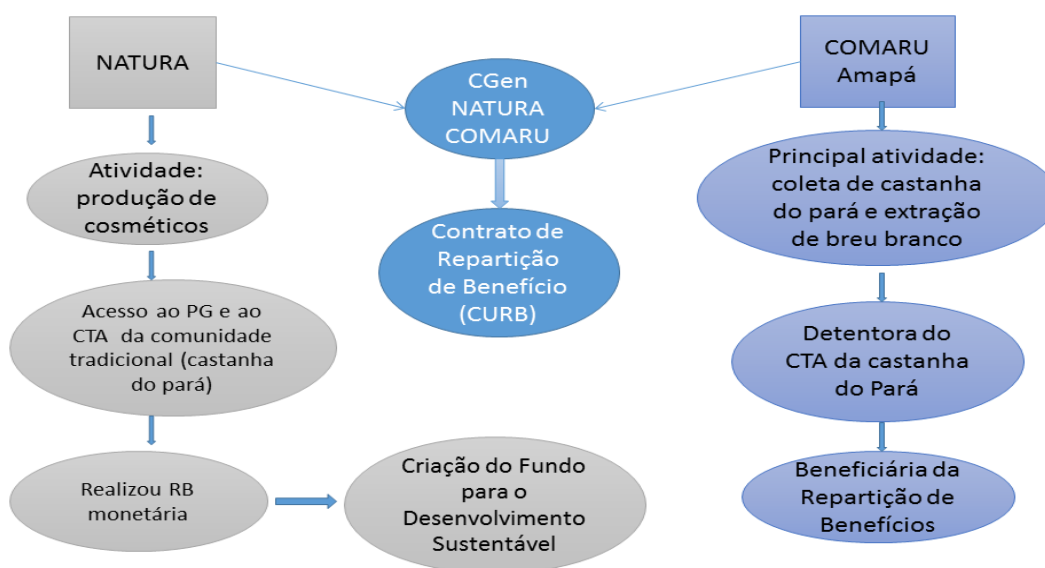 NATURA
Atividade:
produção de
cosméticos
Acesso ao PG e ao
CTA da comunidade
tradicional (castanha
do pará)
Realizou RB
monetária
Criação do Fundo
para o
Desenvolvimento
Sustentável
CGen
NATURA
COMARU
Contrato de
Repartição
de Benefício
(CURB)
COMARU
Amapá
Principal atividade:
coleta de castanha
do pará e extração
de breu branco
Detentora do
CTA da castanha
do Pará
Beneficiária da
Repartição de
Benefícios